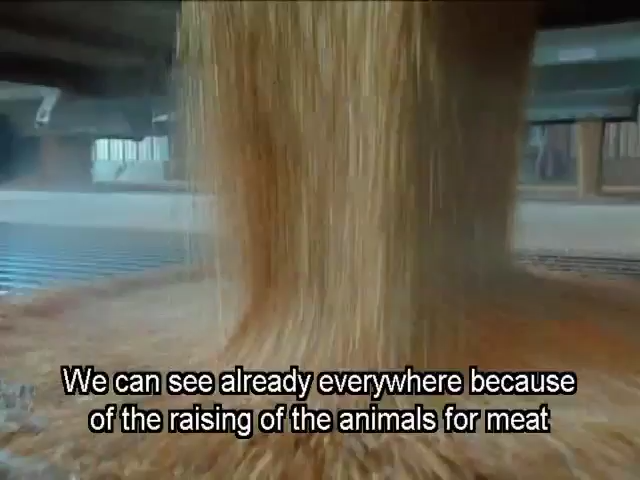 We can see already everywhere because
of the raising of the animals for meat